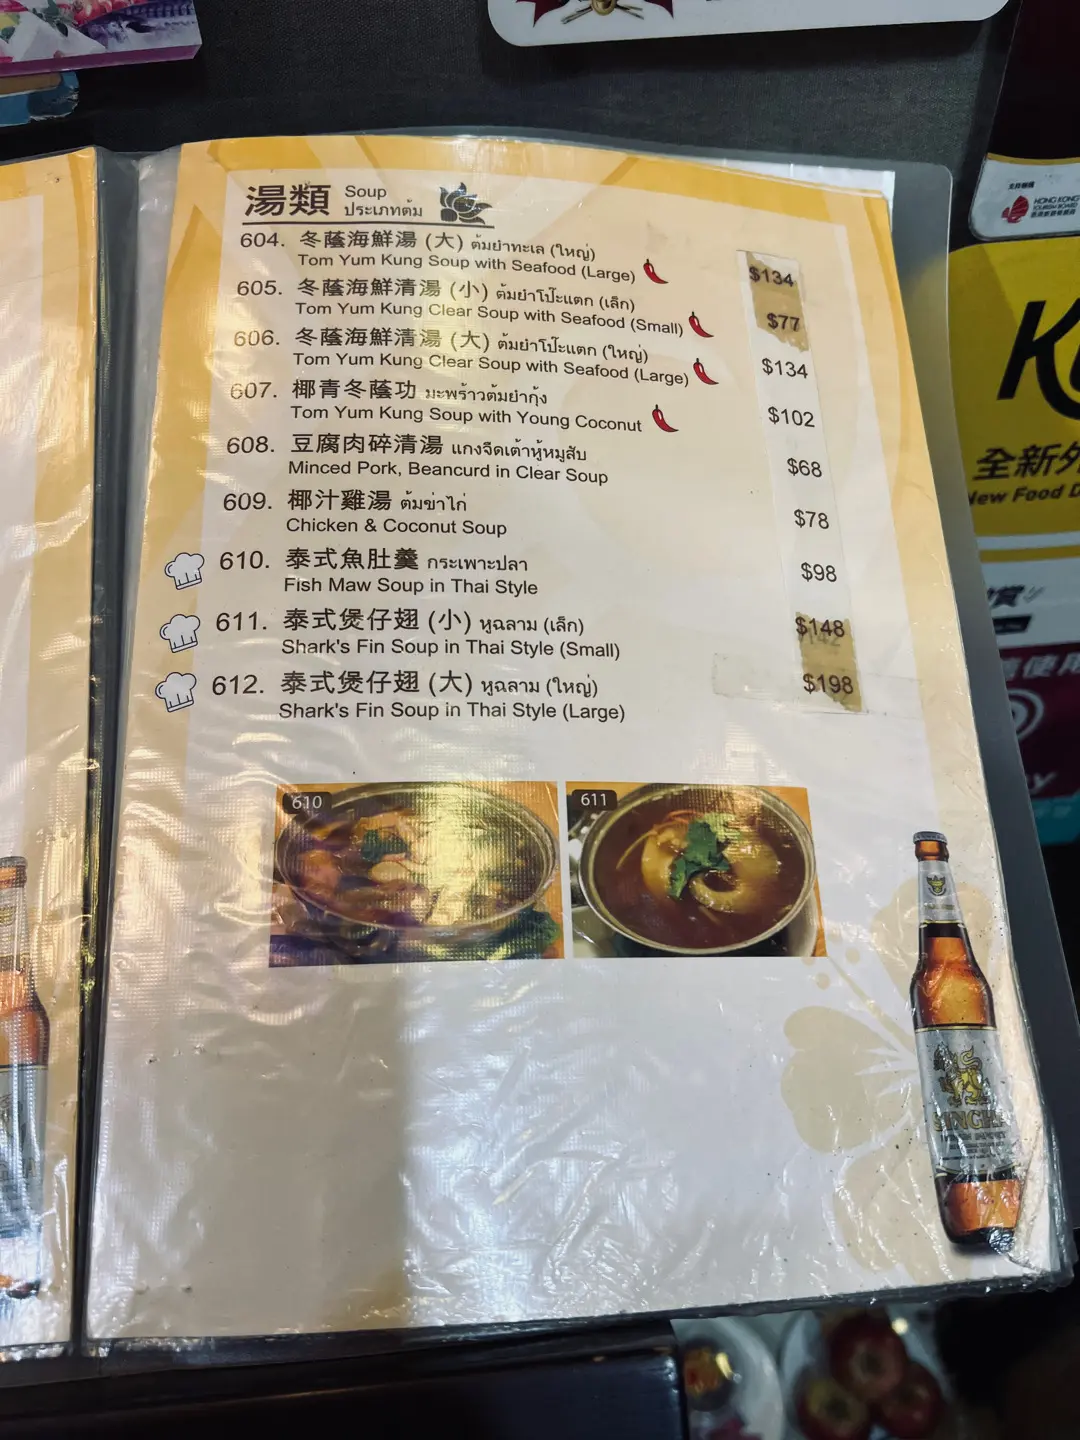 湯類 Soup
ประเภทต้ม
604. 冬蔭海鮮湯 (大) ต้มยำทะเล (ใหญ่)
Tom Yum Kung Soup with Seafood (Large) $134
605. 冬蔭海鮮清湯 (小) ต้มยำโป๊ะแตก (เล็ก)
Tom Yum Kung Clear Soup with Seafood (Small) $77
606. 冬蔭海鮮清湯 (大) ต้มยำโป๊ะแตก (ใหญ่)
Tom Yum Kung Clear Soup with Seafood (Large) $134
607. 椰青冬蔭功 มะพร้าวต้มยำกุ้ง
Tom Yum Kung Soup with Young Coconut $102
608. 豆腐肉碎清湯 แกงจืดเต้าหู้หมูสับ
Minced Pork, Beancurd in Clear Soup $68
609. 椰汁雞湯 ต้มข่าไก่
Chicken & Coconut Soup $78
610. 泰式魚肚羹 กระเพาะปลา
Fish Maw Soup in Thai Style $98
611. 泰式煲仔翅 (小) หูฉลาม (เล็ก)
Shark's Fin Soup in Thai Style (Small) $148
612. 泰式煲仔翅 (大) หูฉลาม (ใหญ่)
Shark's Fin Soup in Thai Style (Large) $198
610
611
HONG KONG
TOURISM BOARD
全新外
New Food D
使用